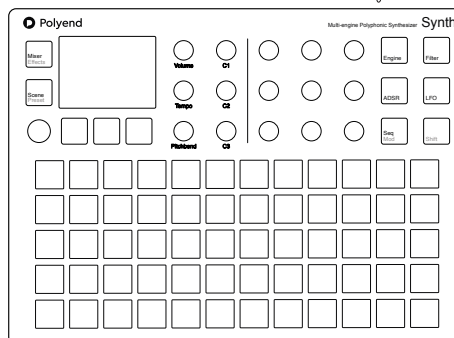 Polyend
Multi-engine Polyphonic Synthesizer Synth
Mixer
Effects
Volume
C1
Engine
Filter
Scene
Preset
Tempo
C2
ADSR
LFO
Pitchbend
C3
Seq
Mod
Shift